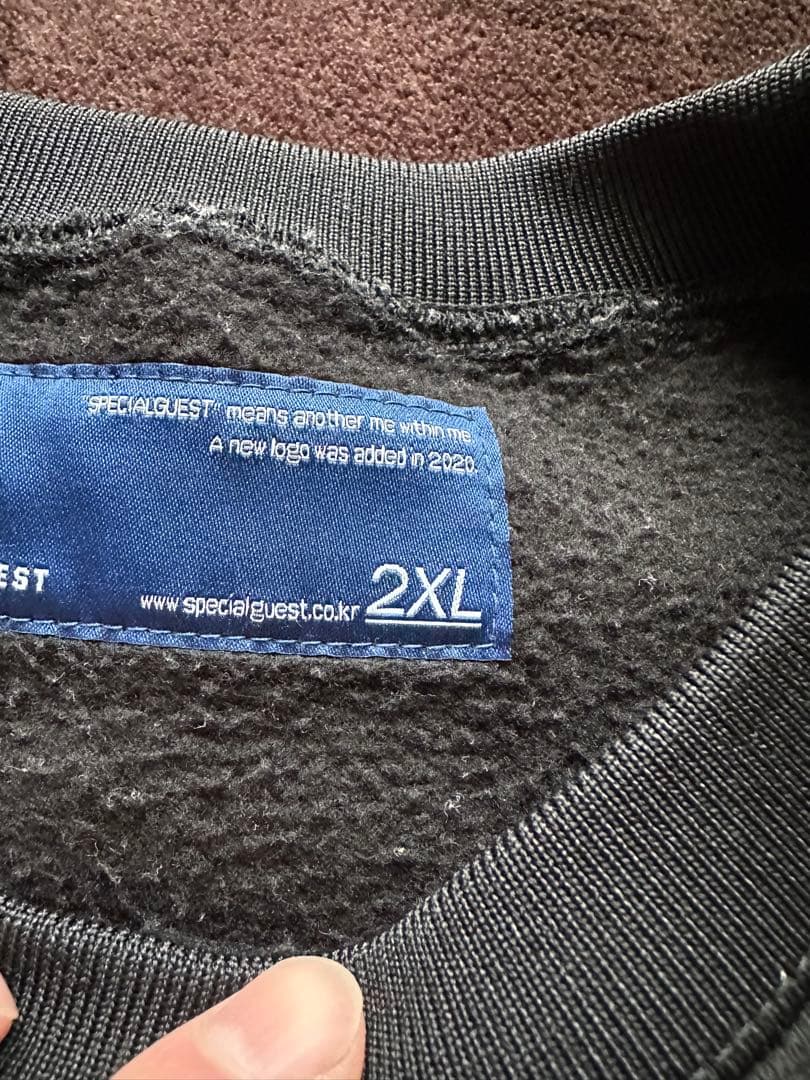 "SPECIALGUEST" means another me within me.
A new logo was added in 2020.
EST
www.specialguest.co.kr 2XL